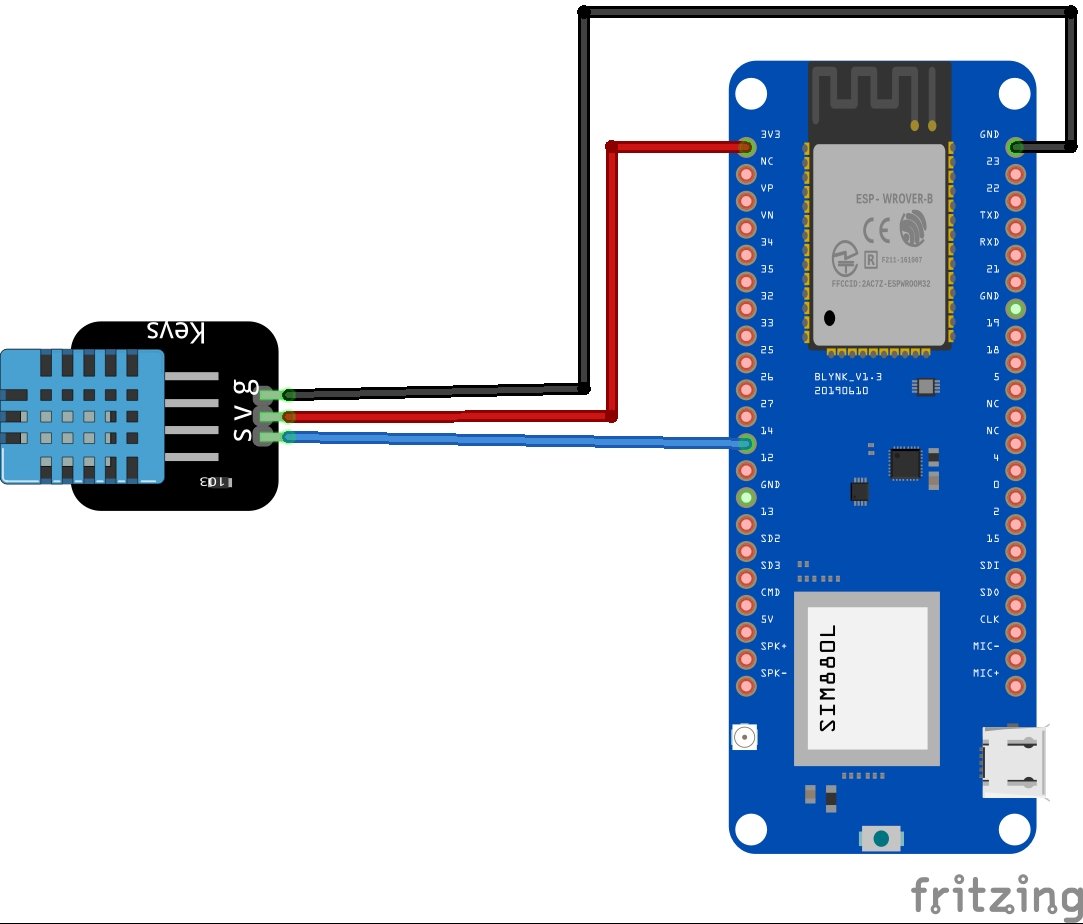 Keys
g
V
S
103
3V3
NC
VP
VN
34
35
32
33
25
26
27
14
12
GND
13
SD2
SD3
CMD
5V
SPK+
SPK-
ESP - WROVER-B
CE
R
F211-161007
FFCCID:2AC7Z-ESPWROOM32
BLYNK_V1.3
20190610
SIM880L
GND
23
22
TXD
RXD
21
GND
19
18
5
NC
NC
4
0
2
15
SDI
SDO
CLK
MIC-
MIC+
fritzing